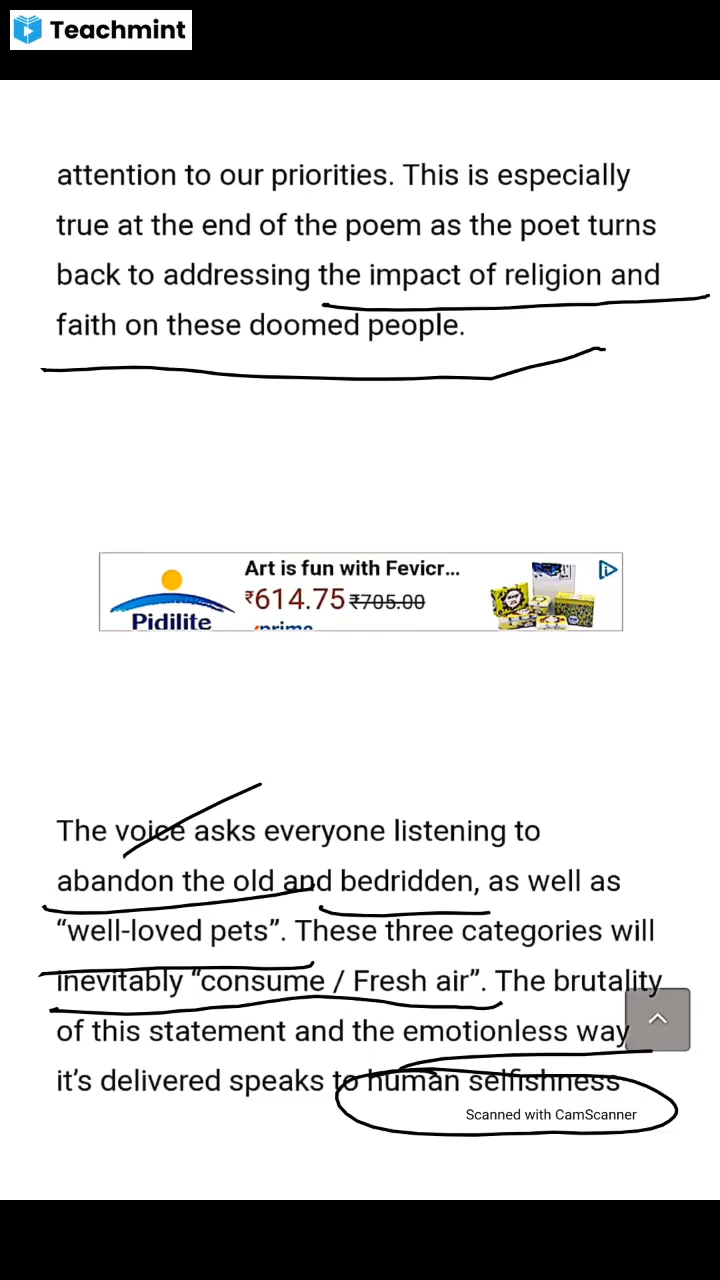 Teachmint
attention to our priorities. This is especially
true at the end of the poem as the poet turns
back to addressing the impact of religion and
faith on these doomed people.
Art is fun with Fevicr...
₹614.75 ₹705.00
Pidilite
prime
The voice asks everyone listening to
abandon the old and bedridden, as well as
“well-loved pets”. These three categories will
inevitably “consume / Fresh air”. The brutality
of this statement and the emotionless way
it’s delivered speaks to human selfishness
Scanned with CamScanner